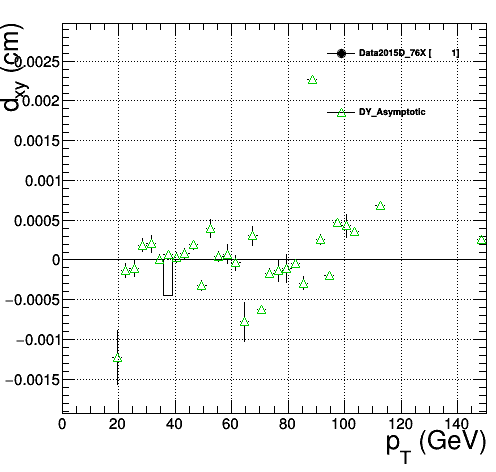 d_xy (cm)
0.0025
0.002
0.0015
0.001
0.0005
0
−0.0005
−0.001
−0.0015
Data2015D_76X [ 1]
DY_Asymptotic
0 20 40 60 80 100 120 140
p_T (GeV)